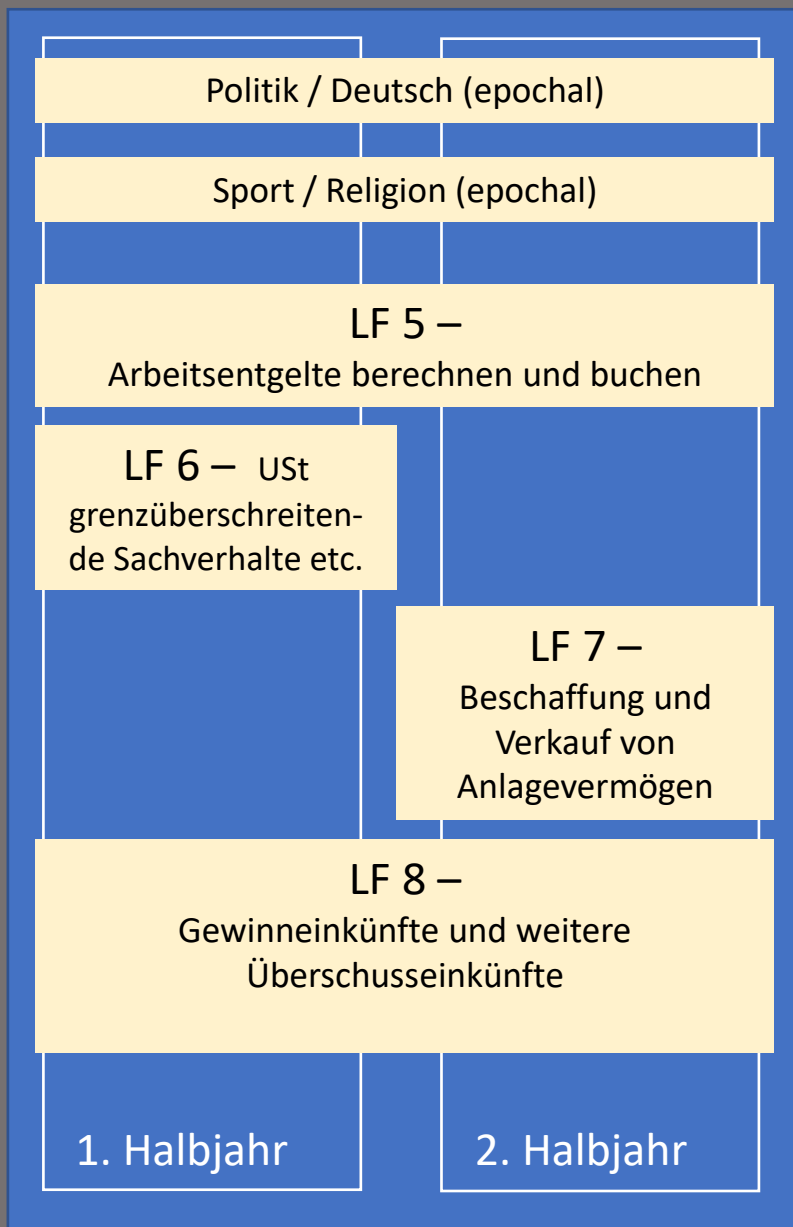 Politik / Deutsch (epochal)
Sport / Religion (epochal)
LF 5 –
Arbeitsentgelte berechnen und buchen
LF 6 – USt
grenzüberschreiten-
de Sachverhalte etc.
LF 7 –
Beschaffung und
Verkauf von
Anlagevermögen
LF 8 –
Gewinneinkünfte und weitere
Überschusseinkünfte
1. Halbjahr
2. Halbjahr